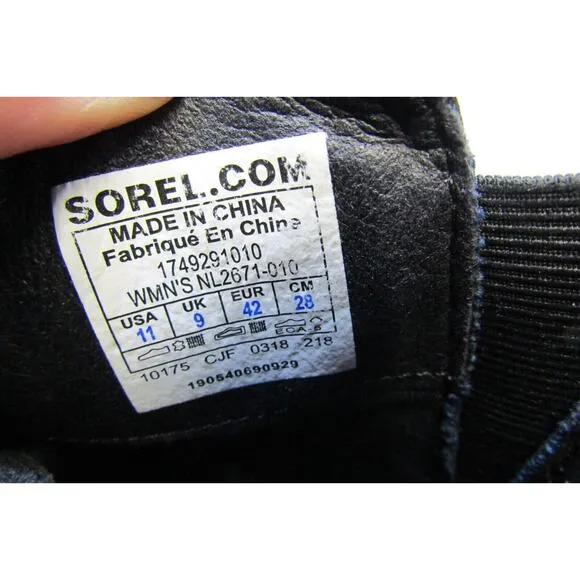 SOREL.COM
MADE IN CHINA
Fabriqué En Chine
1749291010
WMN'S NL2671-010
USA UK EUR CM
11 9 42 28
ECA-5
10175 CJF 0318 218
190540690929